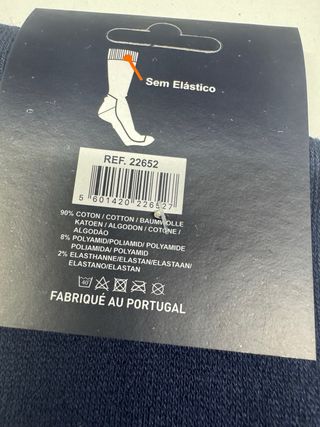 Sem Elástico
REF. 22652
5 601420 226527
90% COTON / COTTON / BAUMWOLLE
KATOEN / ALGODON / COTONE /
ALGODÃO
8% POLYAMID/POLIAMID/ POLYAMIDE
POLIAMIDA/ POLYAMID
2% ELASTHANNE/ELASTAN/ELASTAAN/
ELASTANO/ELASTAN
40
FABRIQUÉ AU PORTUGAL